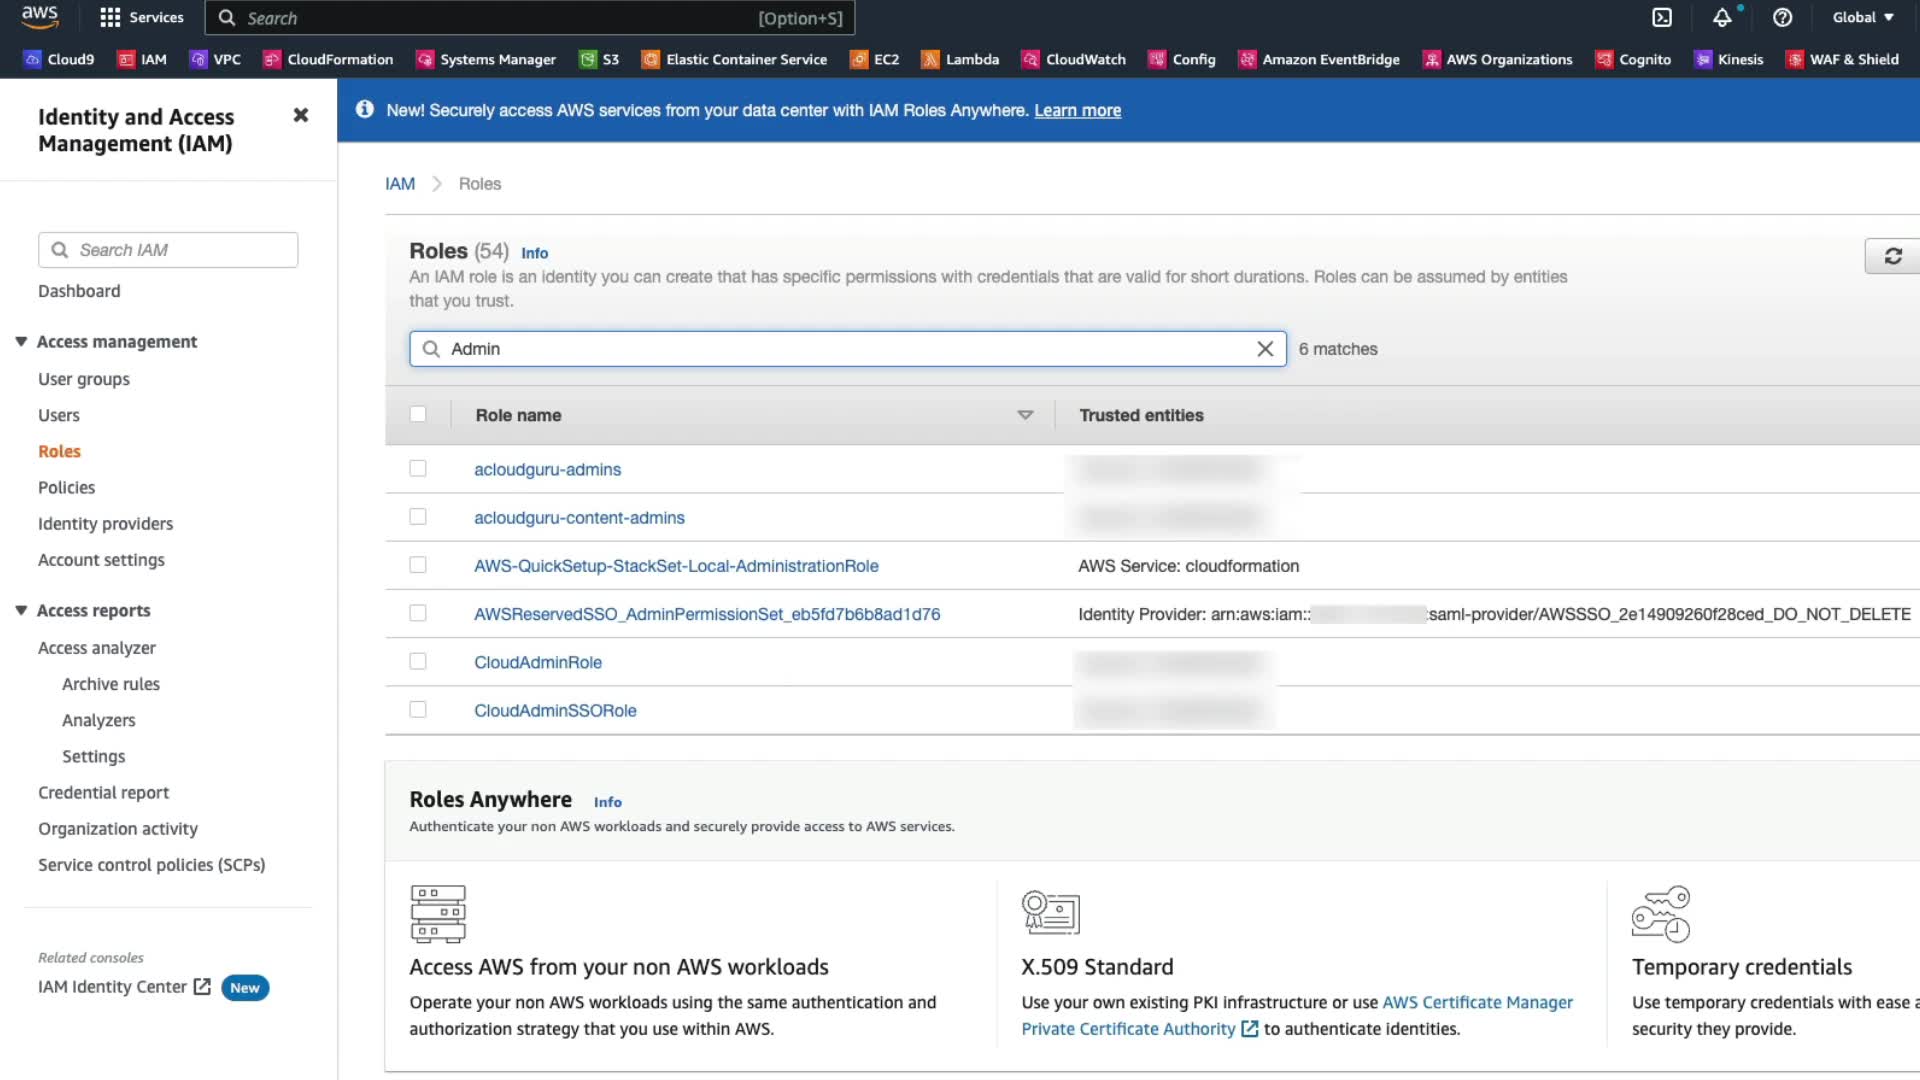 aws
Services
Search
[Option+S]
Global
Cloud9
IAM
VPC
CloudFormation
Systems Manager
S3
Elastic Container Service
EC2
Lambda
CloudWatch
Config
Amazon EventBridge
AWS Organizations
Cognito
Kinesis
WAF & Shield
Identity and Access
Management (IAM)
Search IAM
Dashboard
Access management
User groups
Users
Roles
Policies
Identity providers
Account settings
Access reports
Access analyzer
Archive rules
Analyzers
Settings
Credential report
Organization activity
Service control policies (SCPs)
Related consoles
IAM Identity Center
New
New! Securely access AWS services from your data center with IAM Roles Anywhere. Learn more
IAM > Roles
Roles (54) Info
An IAM role is an identity you can create that has specific permissions with credentials that are valid for short durations. Roles can be assumed by entities
that you trust.
Admin
6 matches
Role name
Trusted entities
acloudguru-admins
acloudguru-content-admins
AWS-QuickSetup-StackSet-Local-AdministrationRole
AWS Service: cloudformation
AWSReservedSSO_AdminPermissionSet_eb5fd7b6b8ad1d76
Identity Provider: arn:aws:iam:: :saml-provider/AWSSSO_2e14909260f28ced_DO_NOT_DELETE
CloudAdminRole
CloudAdminSSORole
Roles Anywhere Info
Authenticate your non AWS workloads and securely provide access to AWS services.
Access AWS from your non AWS workloads
Operate your non AWS workloads using the same authentication and
authorization strategy that you use within AWS.
X.509 Standard
Use your own existing PKI infrastructure or use AWS Certificate Manager
Private Certificate Authority to authenticate identities.
Temporary credentials
Use temporary credentials with ease a
security they provide.